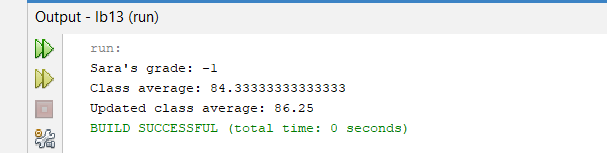 Output - lb13 (run)
run:
Sara's grade: -1
Class average: 84.33333333333333
Updated class average: 86.25
BUILD SUCCESSFUL (total time: 0 seconds)